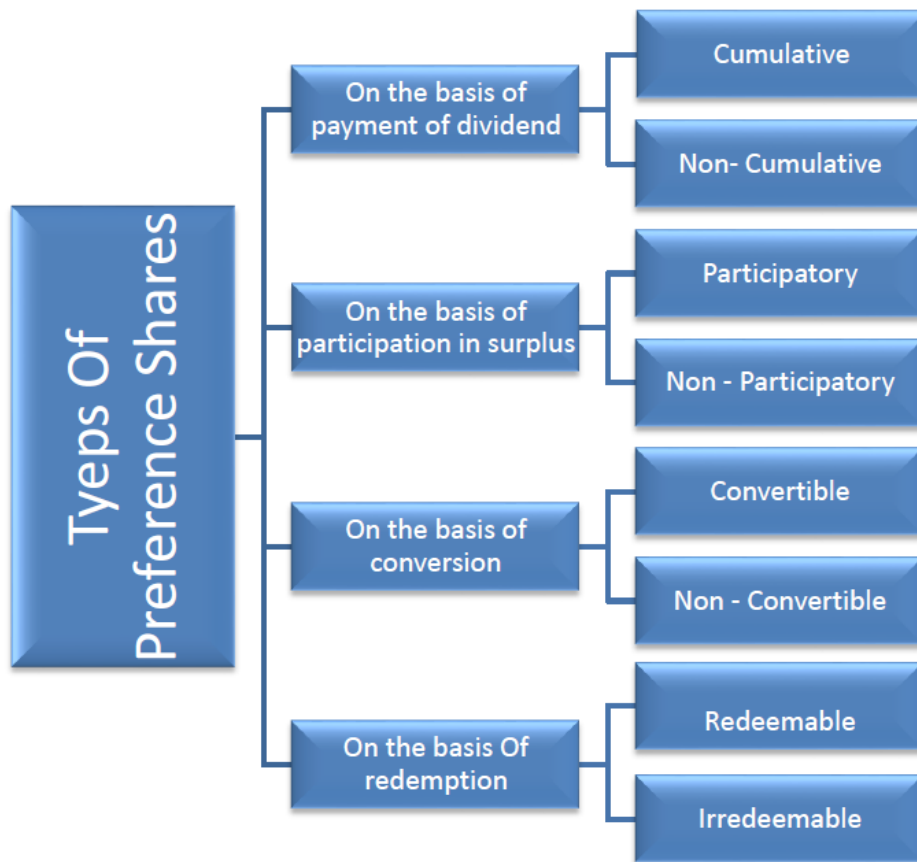 Tyeps Of
Preference Shares
On the basis of
payment of dividend
Cumulative
Non- Cumulative
On the basis of
participation in surplus
Participatory
Non - Participatory
On the basis of
conversion
Convertible
Non - Convertible
On the basis Of
redemption
Redeemable
Irredeemable